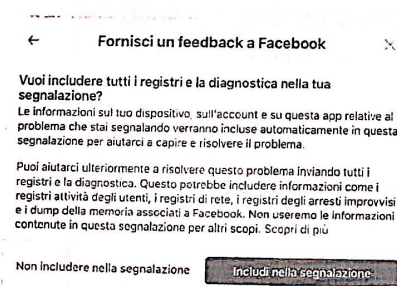 Fornisci un feedback a Facebook
Vuoi includere tutti i registri e la diagnostica nella tua
segnalazione?
Le informazioni sul tuo dispositivo, sull'account e su questa app relative al
problema che stai segnalando verranno incluse automaticamente in questa
segnalazione per aiutarci a capire e risolvere il problema.
Puoi aiutarci ulteriormente a risolvere questo problema inviando tutti i
registri e la diagnostica. Questo potrebbe includere informazioni come i
registri attività degli utenti, i registri di rete, i registri degli arresti improvvisi
e i dump della memoria associati a Facebook. Non useremo le informazioni
contenute in questa segnalazione per altri scopi. Scopri di più
Non includere nella segnalazione
Includi nella segnalazione